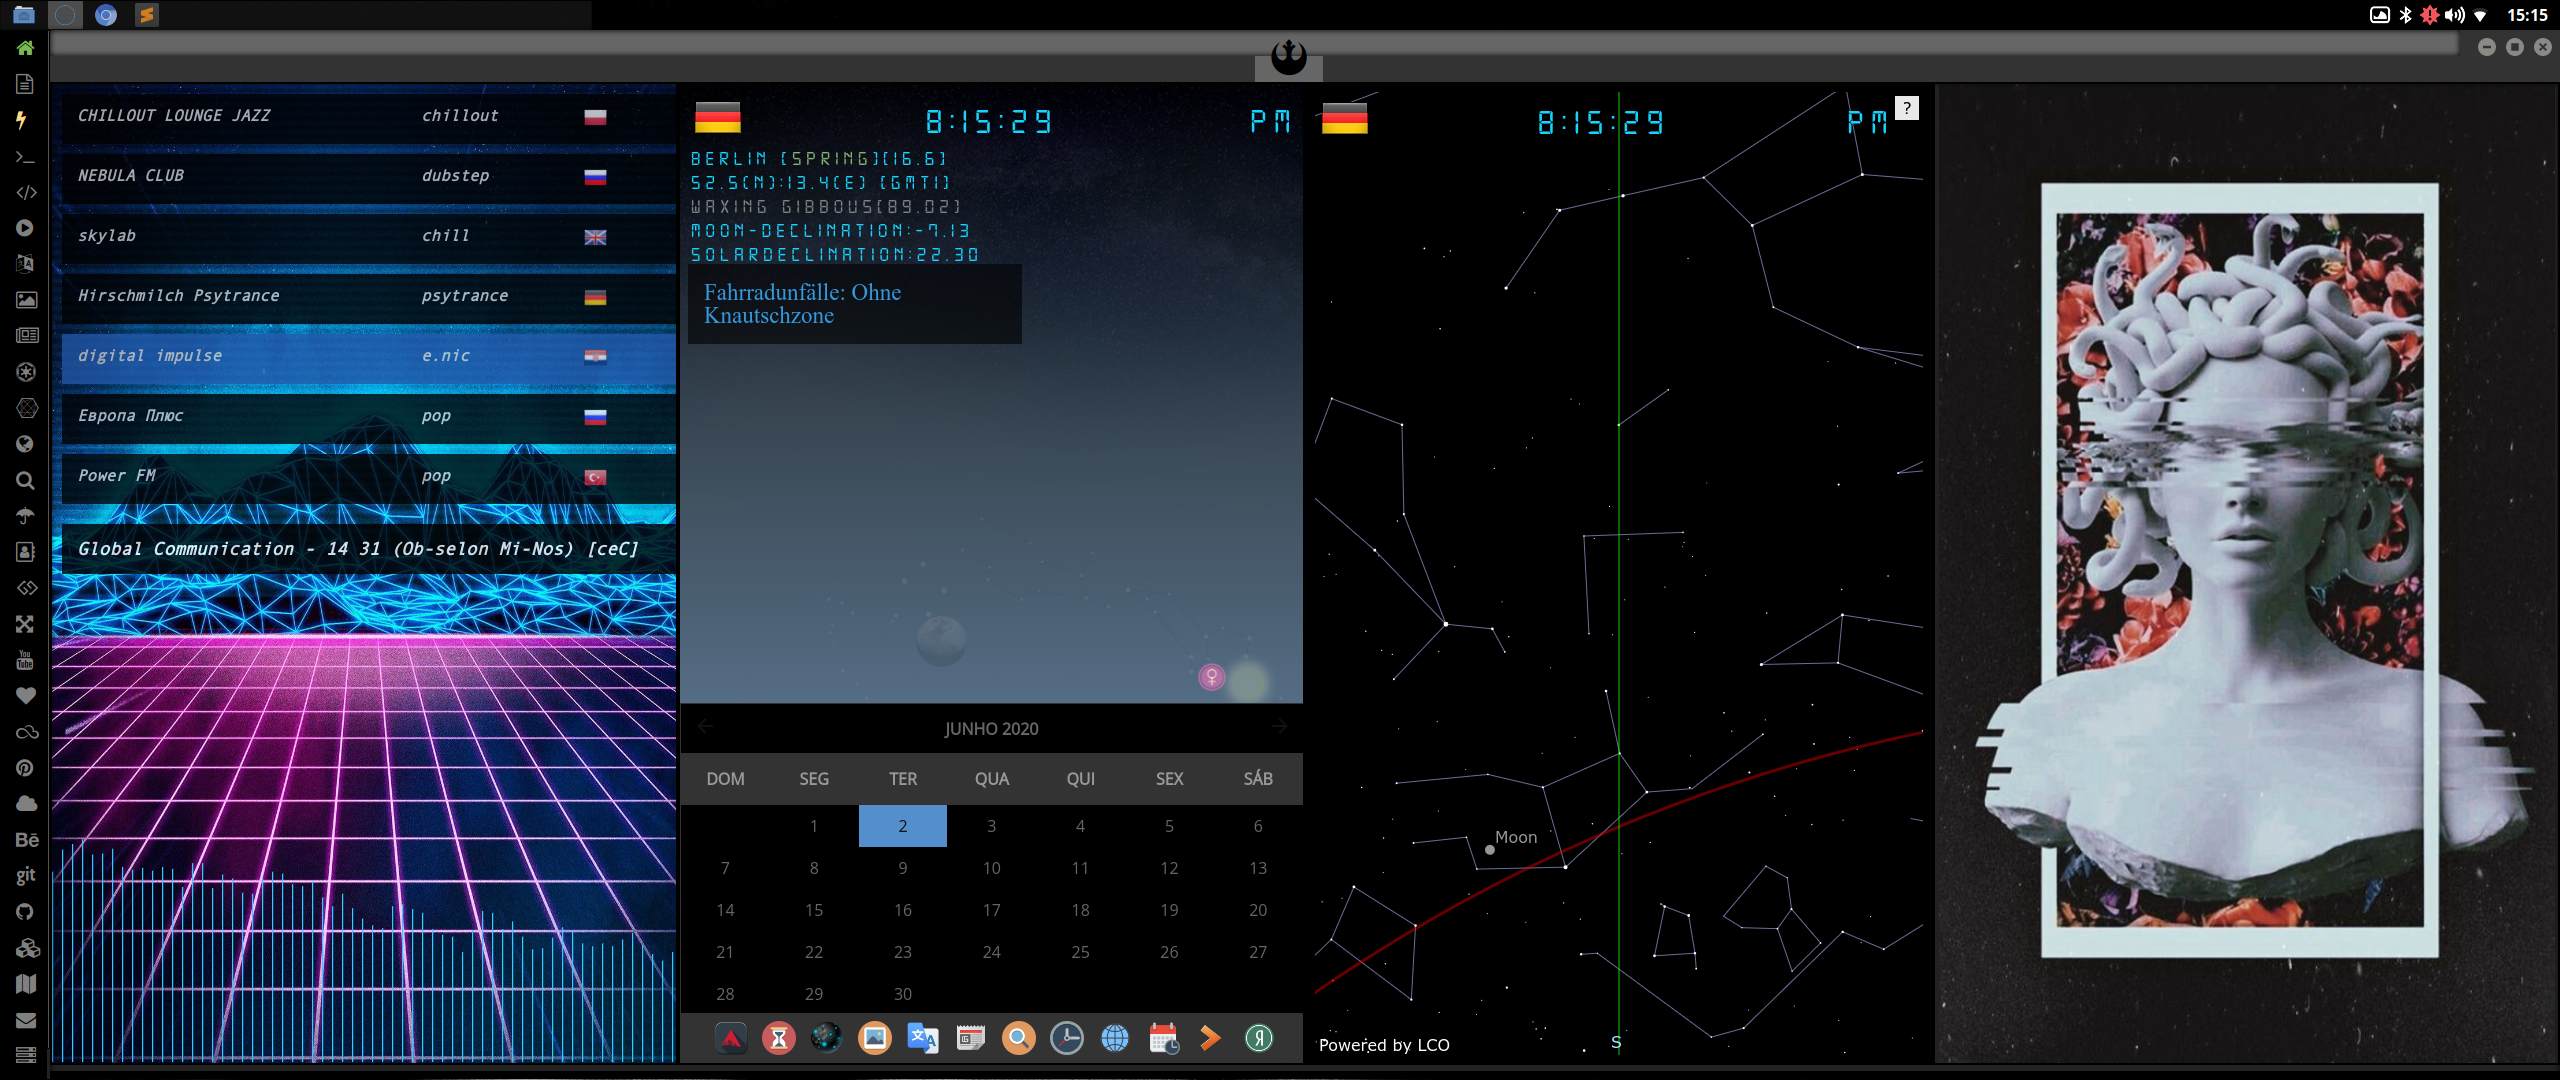 15:15
CHILLOUT LOUNGE JAZZ chillout
NEBULA CLUB dubstep
skylab chill
Hirschmilch Psytrance psytrance
digital impulse e.nic
Европа Плюс pop
Power FM pop
Global Communication - 14 31 (Ob-selon Mi-Nos) [ceC]
You
Tube
Bē
git
8:15:29 PM
BERLIN [SPRING][16.6]
52.5(N):13.4(E) [GMT1]
WAXING GIBBOUS[89.02]
MOON-DECLINATION:-7.13
SOLARDECLINATION:22.30
Fahrradunfälle: Ohne
Knautschzone
JUNHO 2020
DOM SEG TER QUA QUI SEX SÁB
1 2 3 4 5 6
7 8 9 10 11 12 13
14 15 16 17 18 19 20
21 22 23 24 25 26 27
28 29 30
8:15:29 PM
?
Moon
S
Powered by LCO